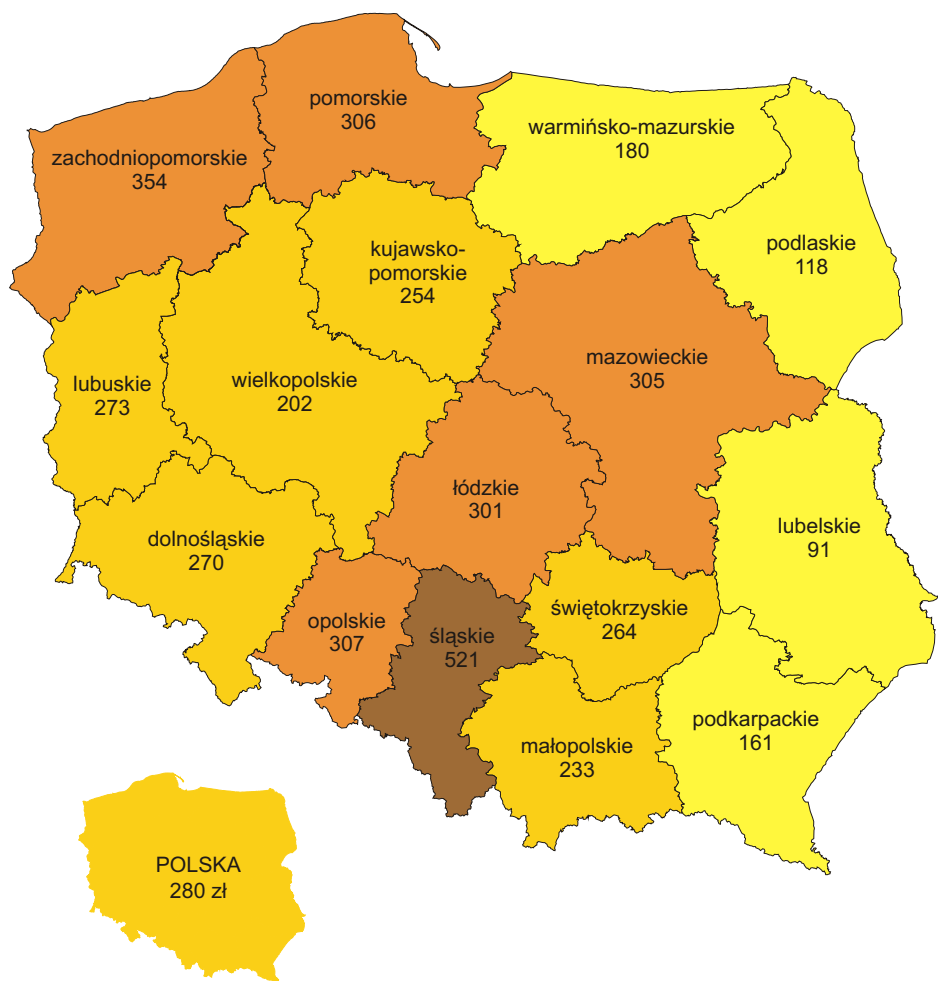 pomorskie
306
warmińsko-mazurskie
180
zachodniopomorskie
354
kujawsko-
pomorskie
254
podlaskie
118
mazowieckie
305
lubuskie
273
wielkopolskie
202
łódzkie
301
lubelskie
91
dolnośląskie
270
opolskie
307
śląskie
521
świętokrzyskie
264
małopolskie
233
podkarpackie
161
POLSKA
280 zł